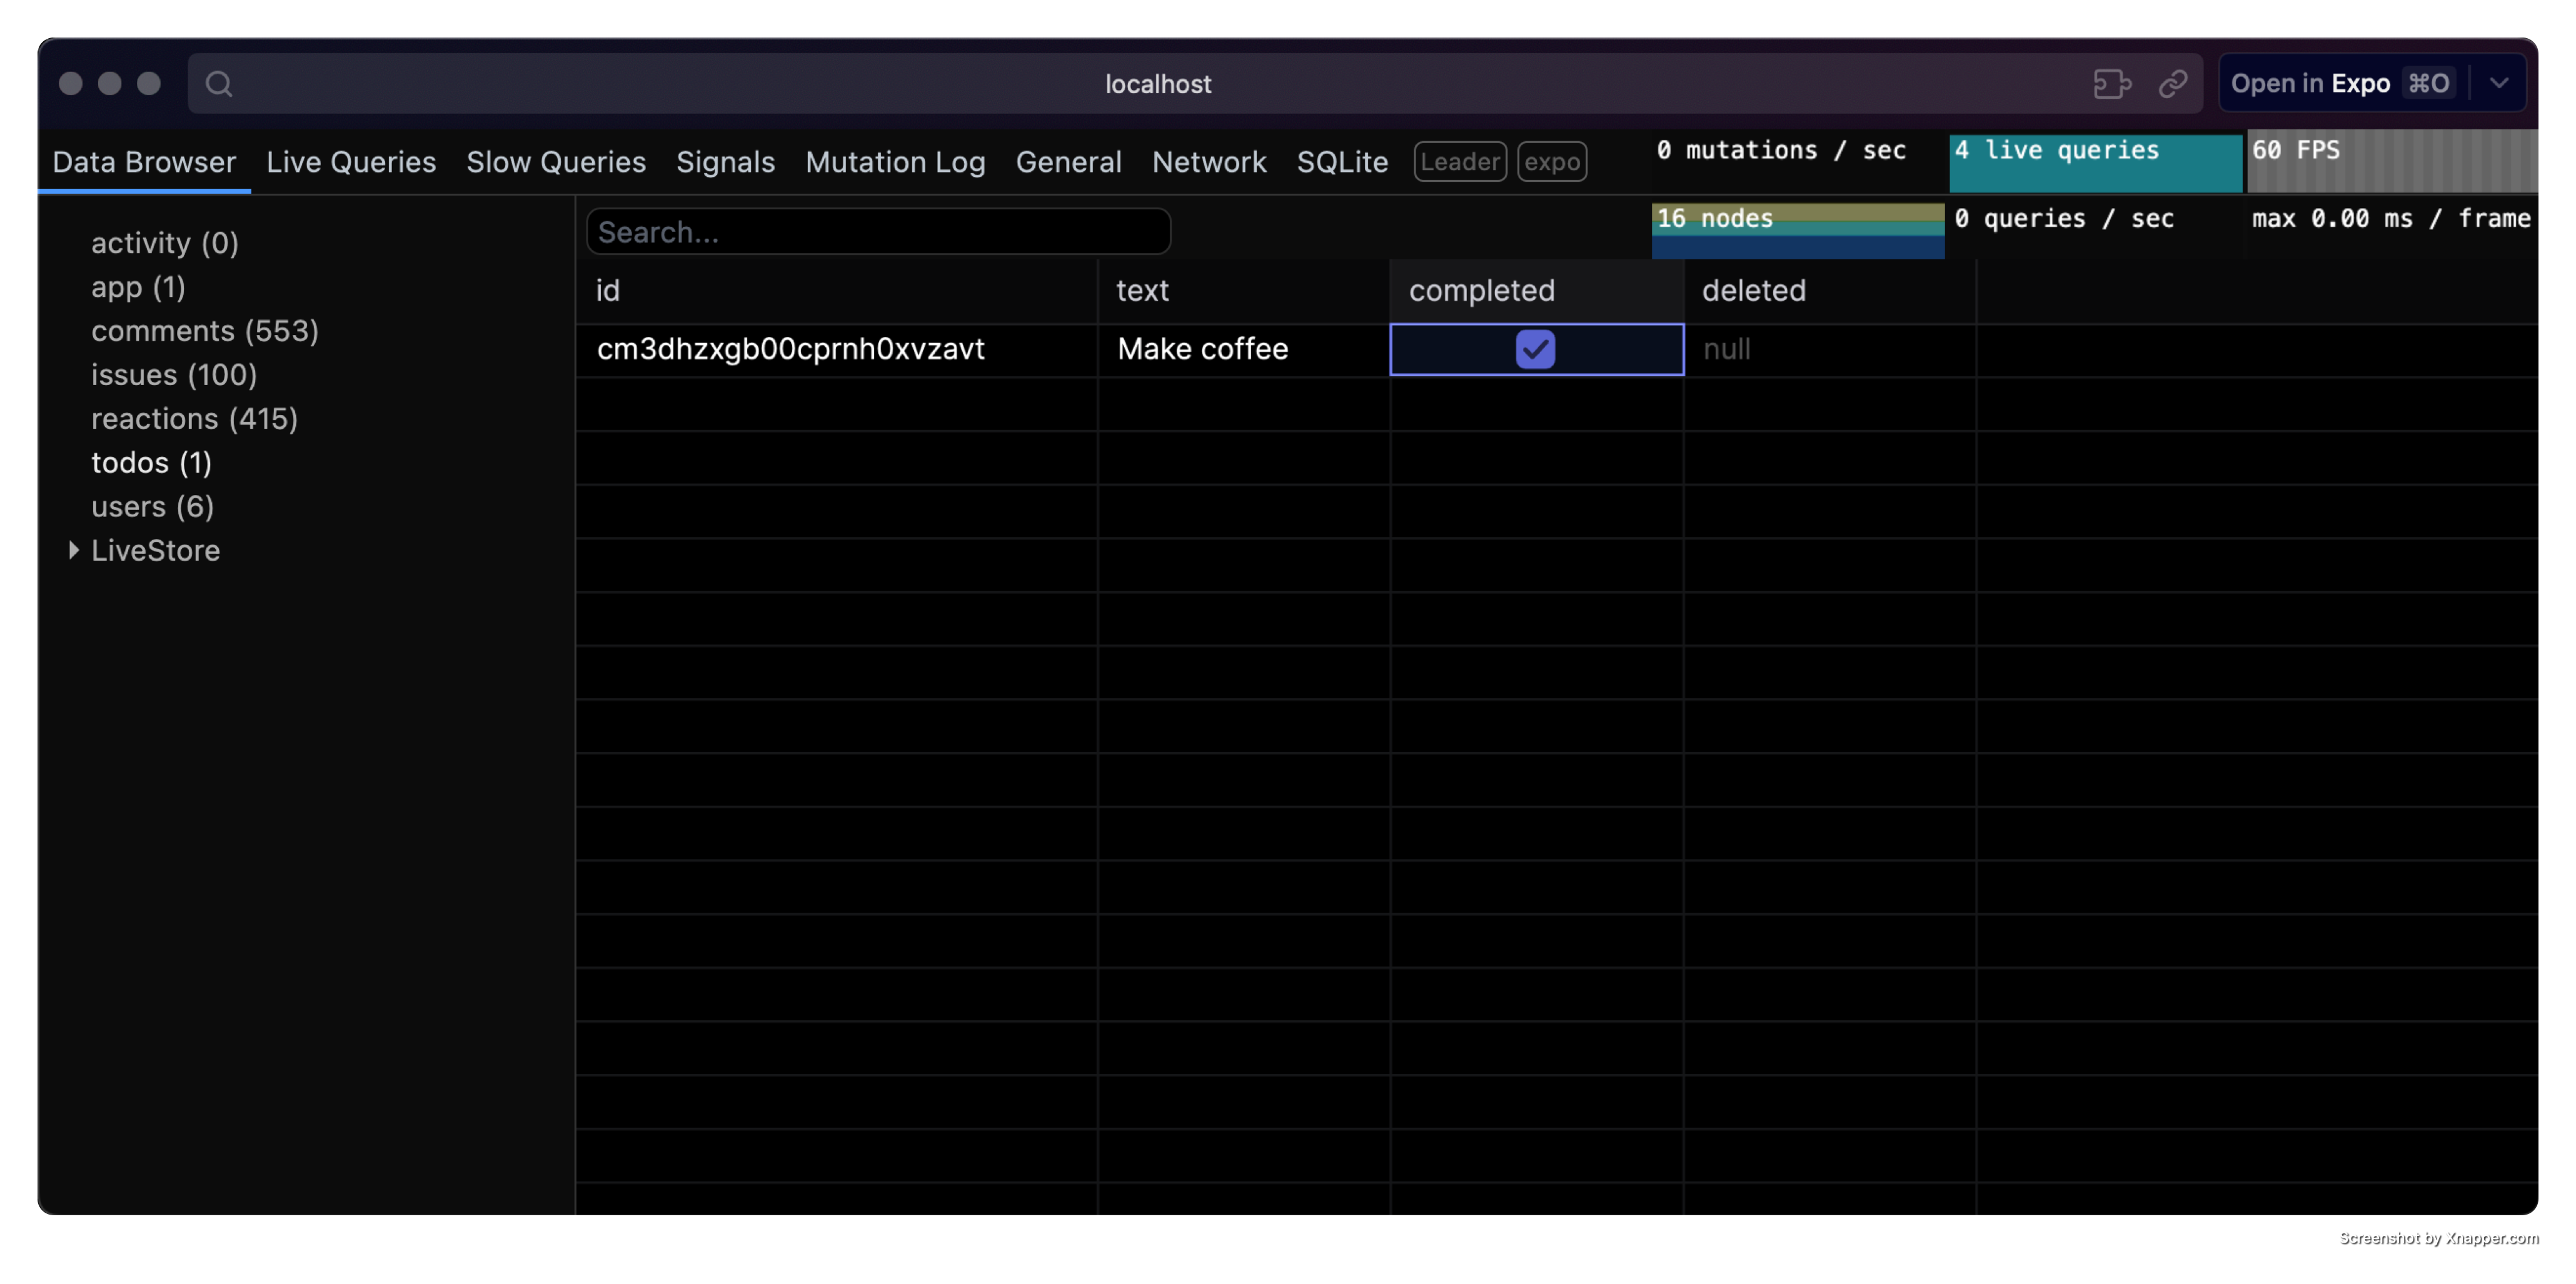 localhost
Open in Expo ⌘O
Data Browser Live Queries Slow Queries Signals Mutation Log General Network SQLite Leader expo
0 mutations / sec 4 live queries 60 FPS
16 nodes 0 queries / sec max 0.00 ms / frame
activity (0)
app (1)
comments (553)
issues (100)
reactions (415)
todos (1)
users (6)
LiveStore
Search...
id text completed deleted
cm3dhzxgb00cprnh0xvzavt Make coffee null
Screenshot by Xnapper.com